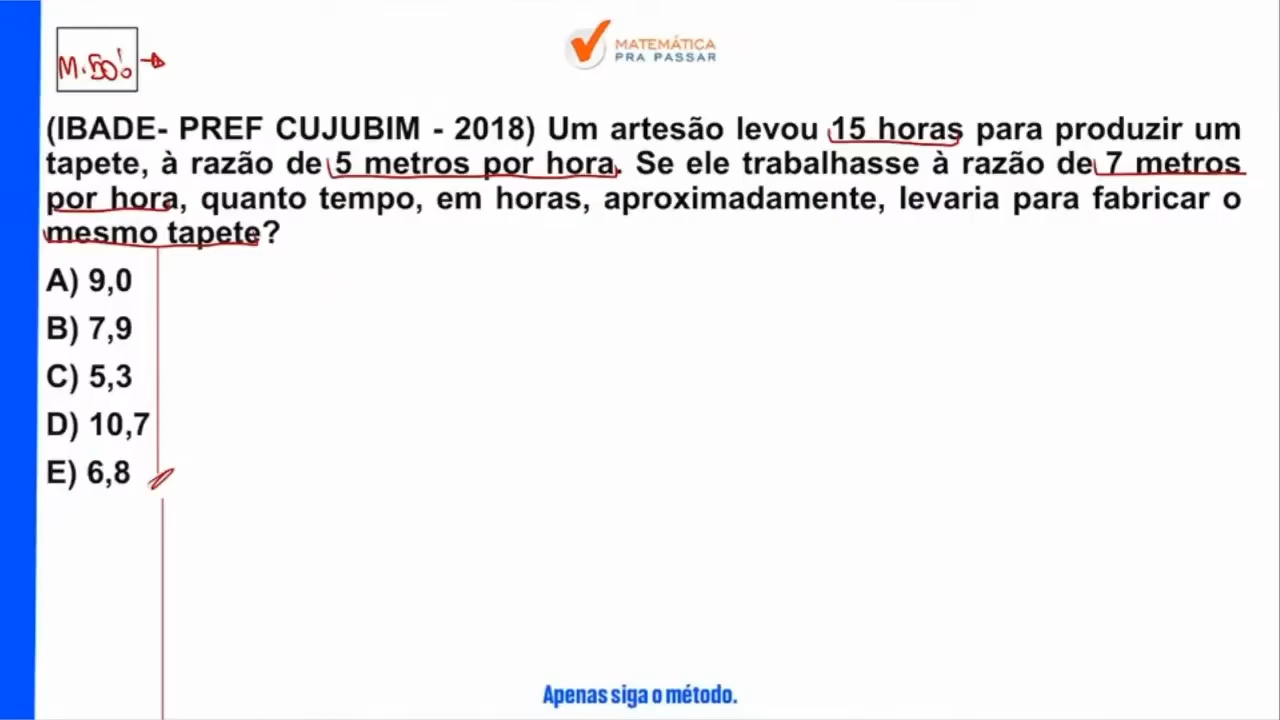 M.50%
MATEMÁTICA
PRA PASSAR
(IBADE- PREF CUJUBIM - 2018) Um artesão levou 15 horas para produzir um
tapete, à razão de 5 metros por hora. Se ele trabalhasse à razão de 7 metros
por hora, quanto tempo, em horas, aproximadamente, levaria para fabricar o
mesmo tapete?
A) 9,0
B) 7,9
C) 5,3
D) 10,7
E) 6,8
Apenas siga o método.